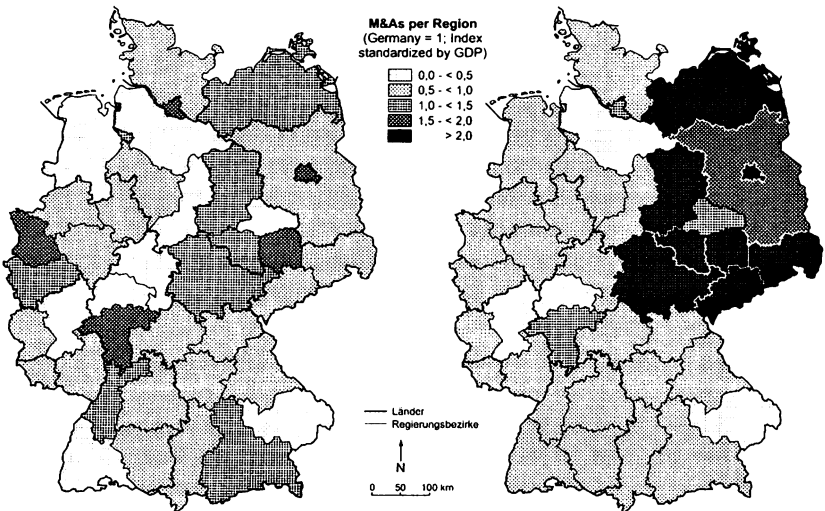 M&As per Region
(Germany = 1; Index
standardized by GDP)
0,0 - < 0,5
0,5 - < 1,0
1,0 - < 1,5
1,5 - < 2,0
> 2,0
Länder
Regierungsbezirke
N
0 50 100 km